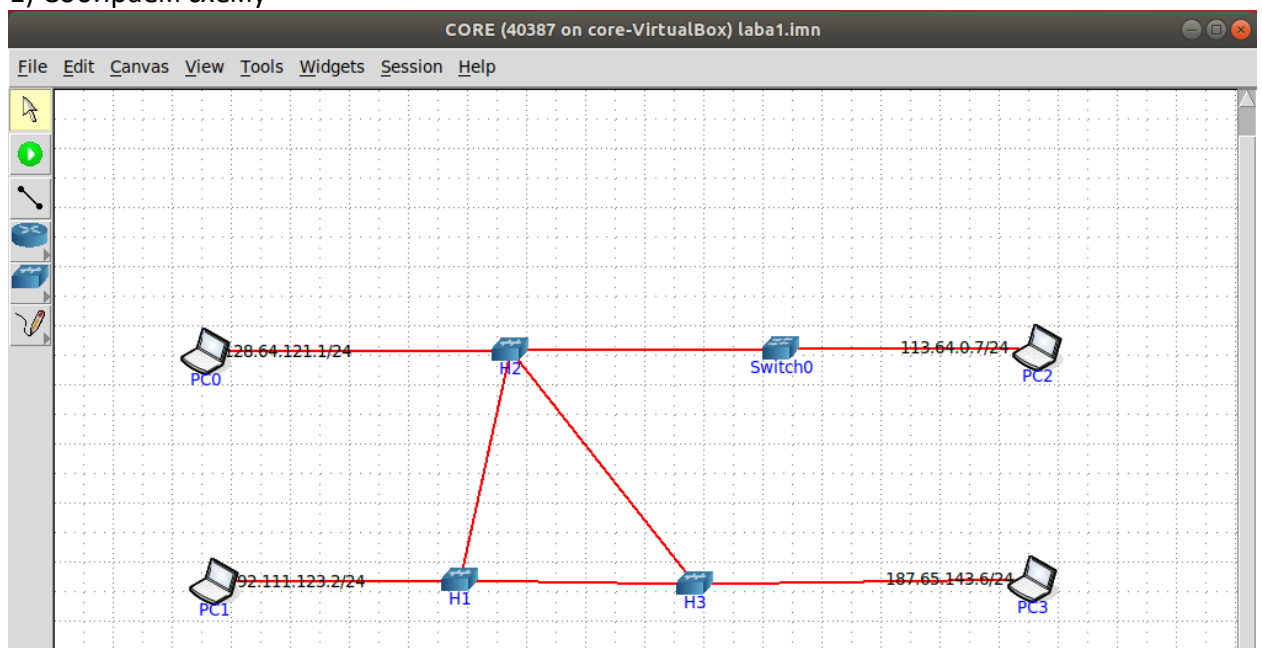 CORE (40387 on core-VirtualBox) laba1.imn
File Edit Canvas View Tools Widgets Session Help
28.64.121.1/24
113.64.0.7/24
PC0
H2
Switch0
PC2
92.111.123.2/24
187.65.143.6/24
PC1
H1
H3
PC3